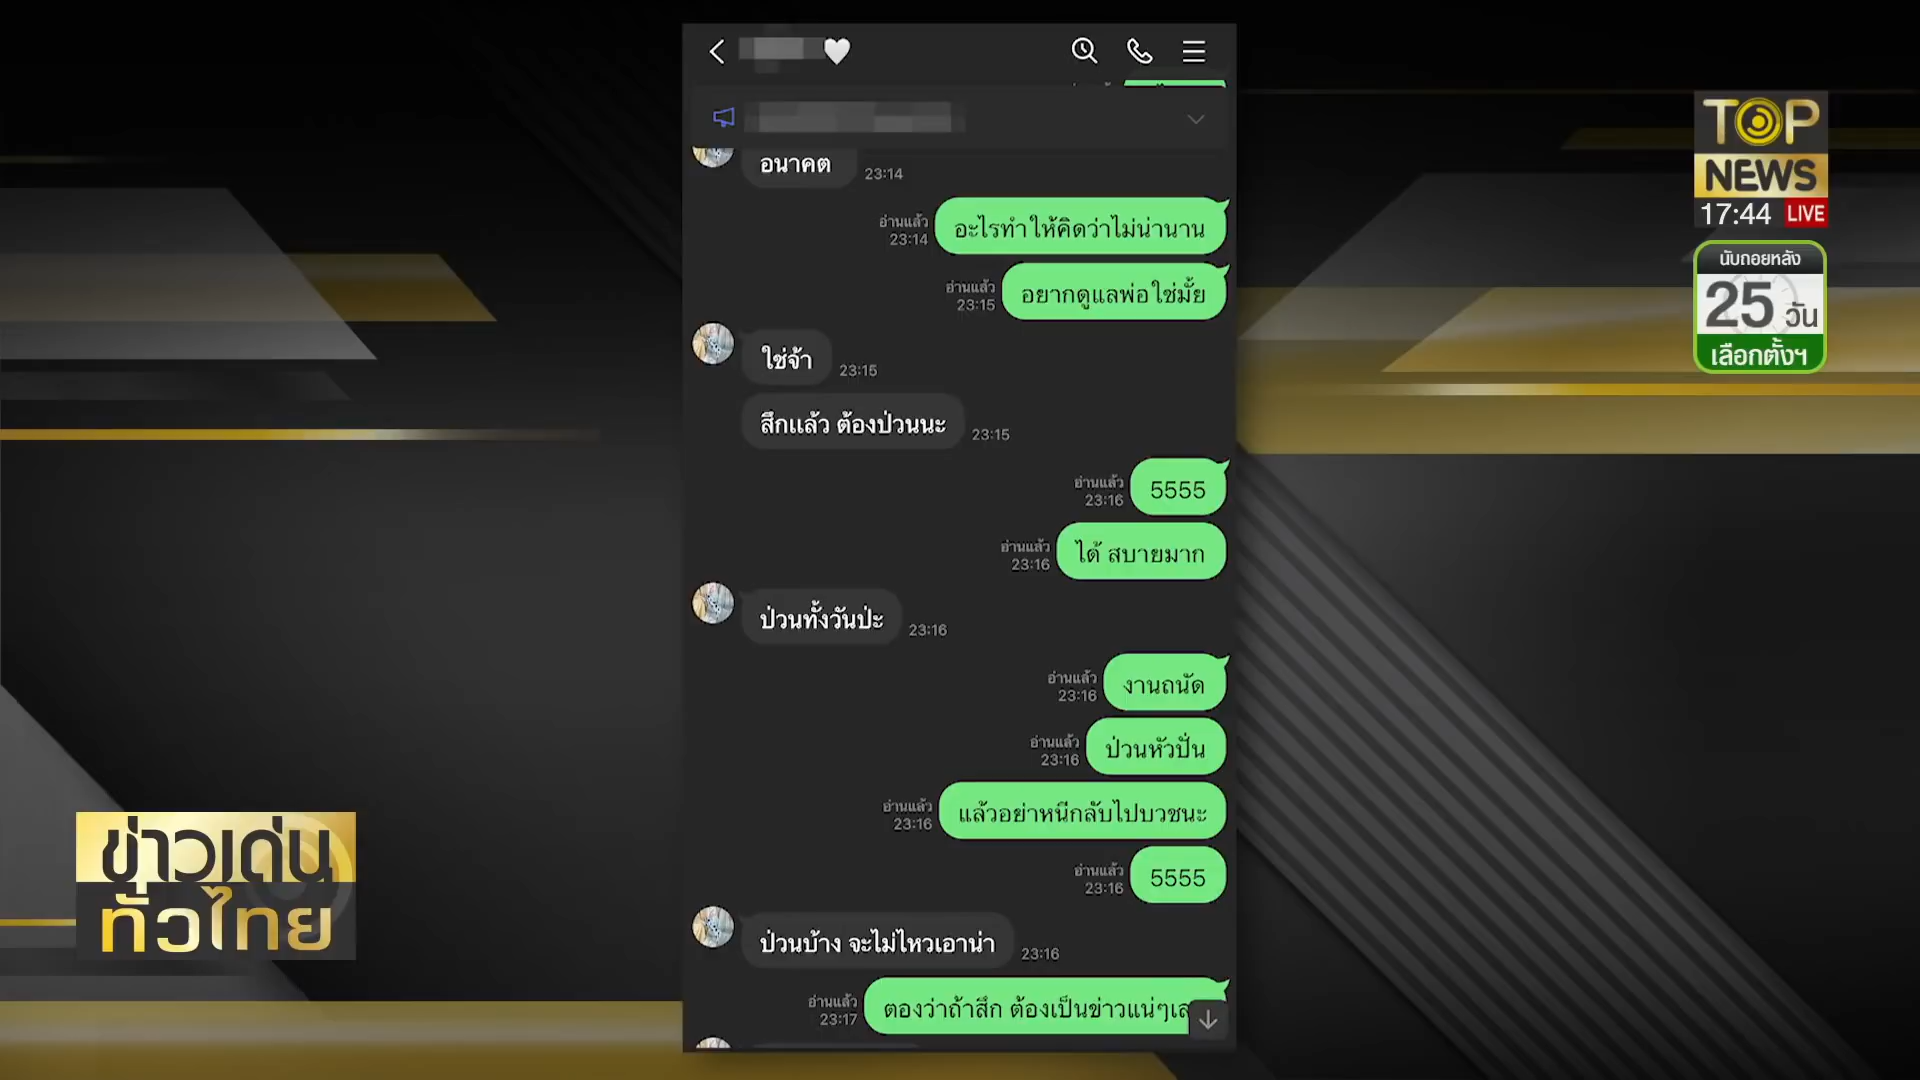 อนาคต
23:14
อ่านแล้ว
23:14
อะไรทำให้คิดว่าไม่น่านาน
อ่านแล้ว
23:15
อยากดูแลพ่อใช่มั้ย
ใช่จ้า
23:15
สึกแล้ว ต้องป่วนนะ
23:15
อ่านแล้ว
23:16
5555
อ่านแล้ว
23:16
ได้ สบายมาก
ป่วนทั้งวันป่ะ
23:16
อ่านแล้ว
23:16
งานถนัด
อ่านแล้ว
23:16
ป่วนหัวปั่น
อ่านแล้ว
23:16
แล้วอย่าหนีกลับไปบวชนะ
อ่านแล้ว
23:16
5555
ป่วนบ้าง จะไม่ไหวเอาน่า
23:16
อ่านแล้ว
23:17
ตองว่าถ้าสึก ต้องเป็นข่าวแน่ๆเล
TOP
NEWS
17:44 LIVE
นับถอยหลัง
25 วัน
เลือกตั้งฯ
ข่าวเด่น
ทั่วไทย